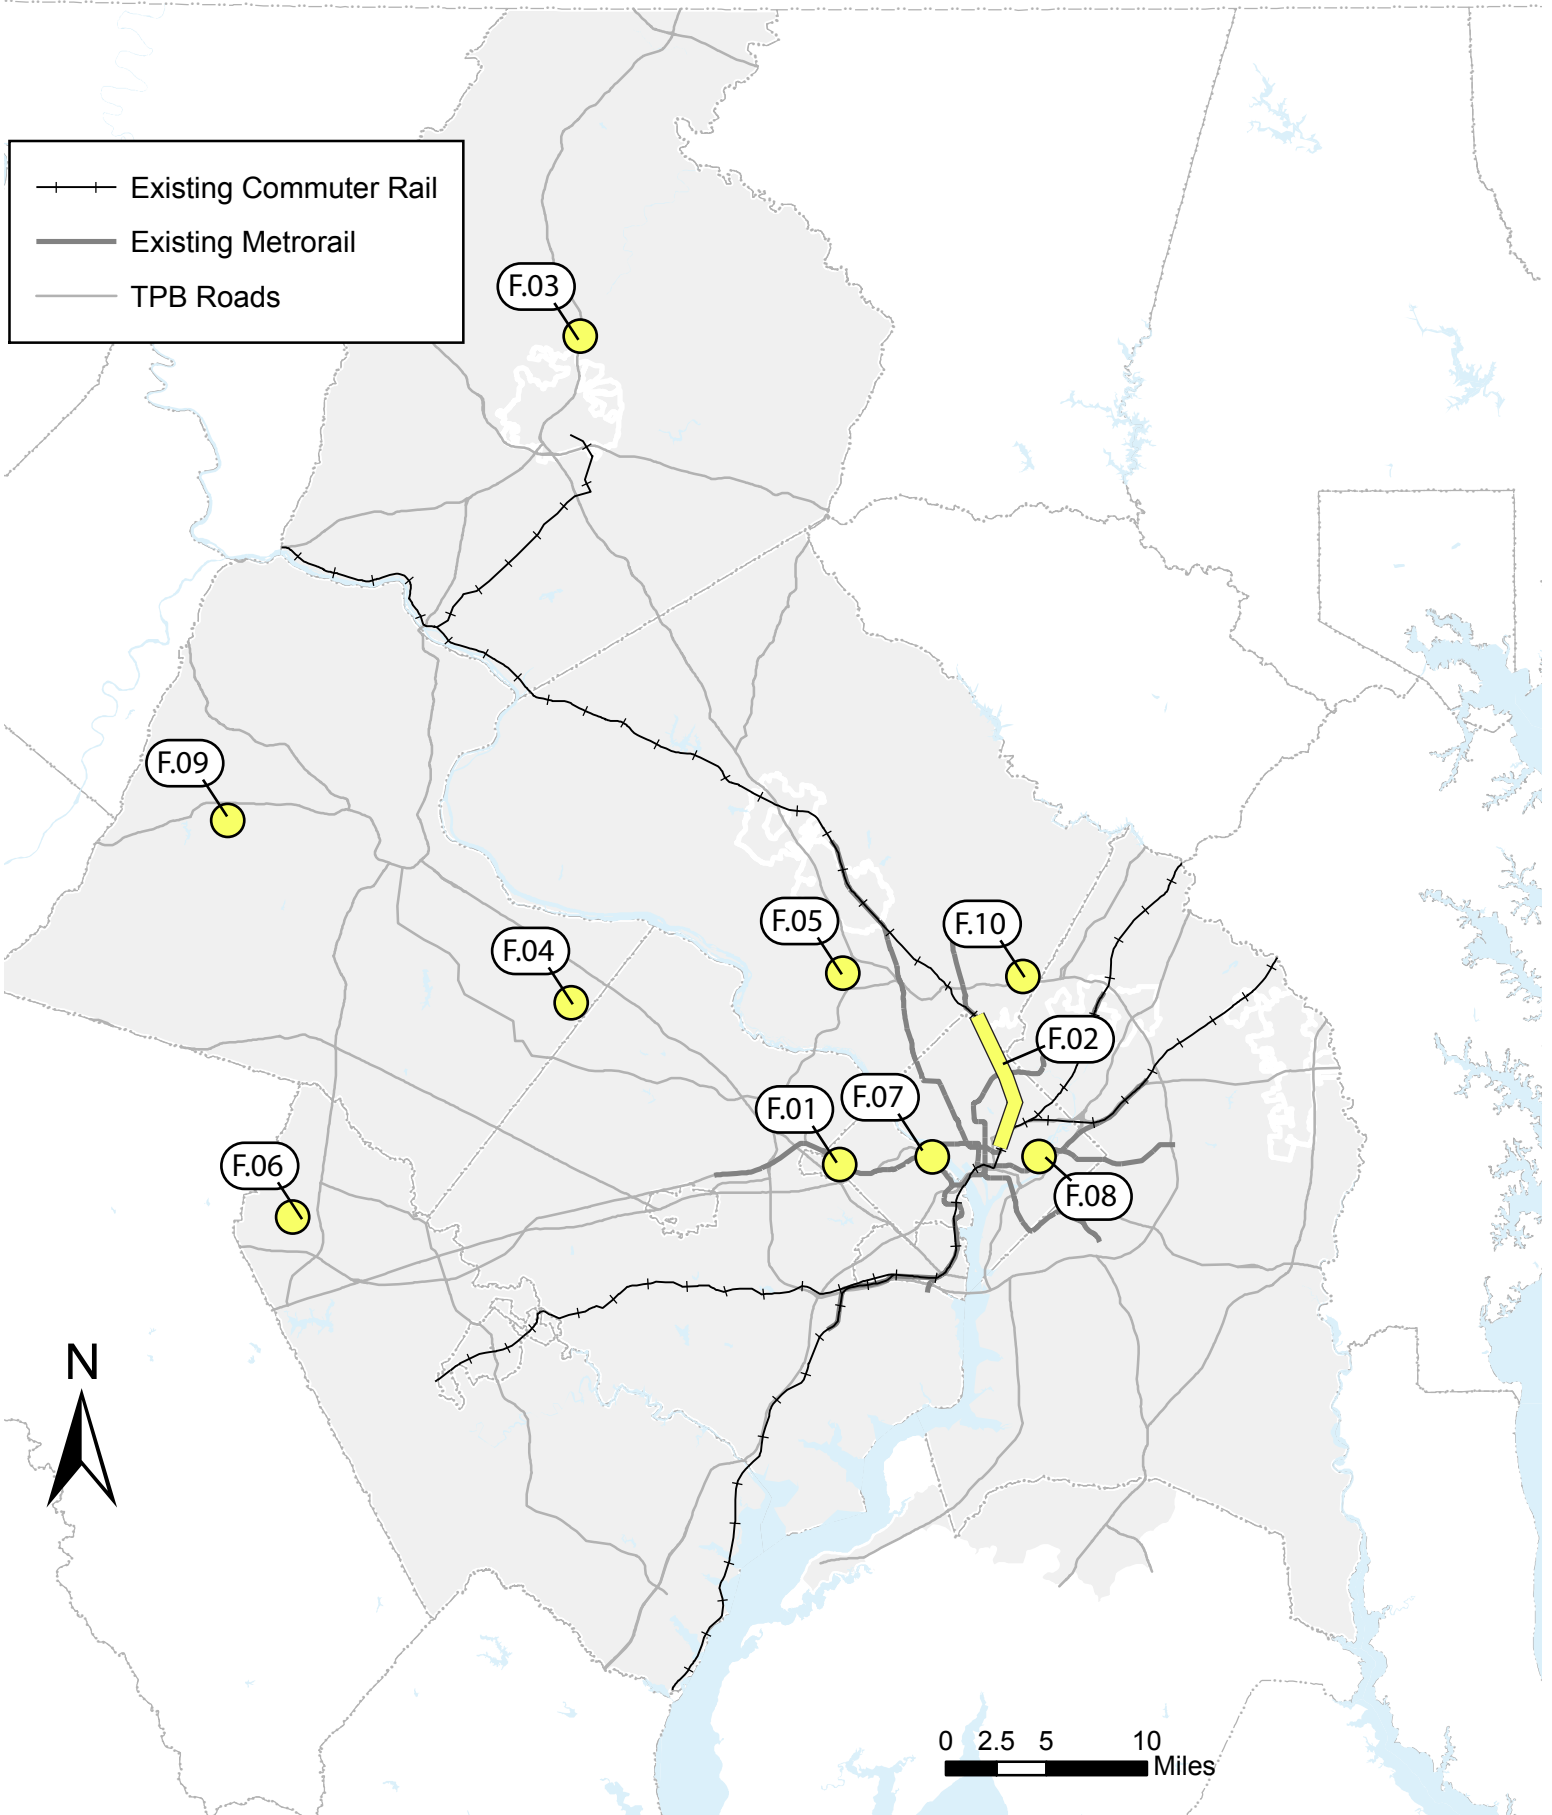 Existing Commuter Rail
Existing Metrorail
TPB Roads
F.03
F.09
F.05
F.10
F.04
F.02
F.01
F.07
F.06
F.08
N
0 2.5 5 10
Miles